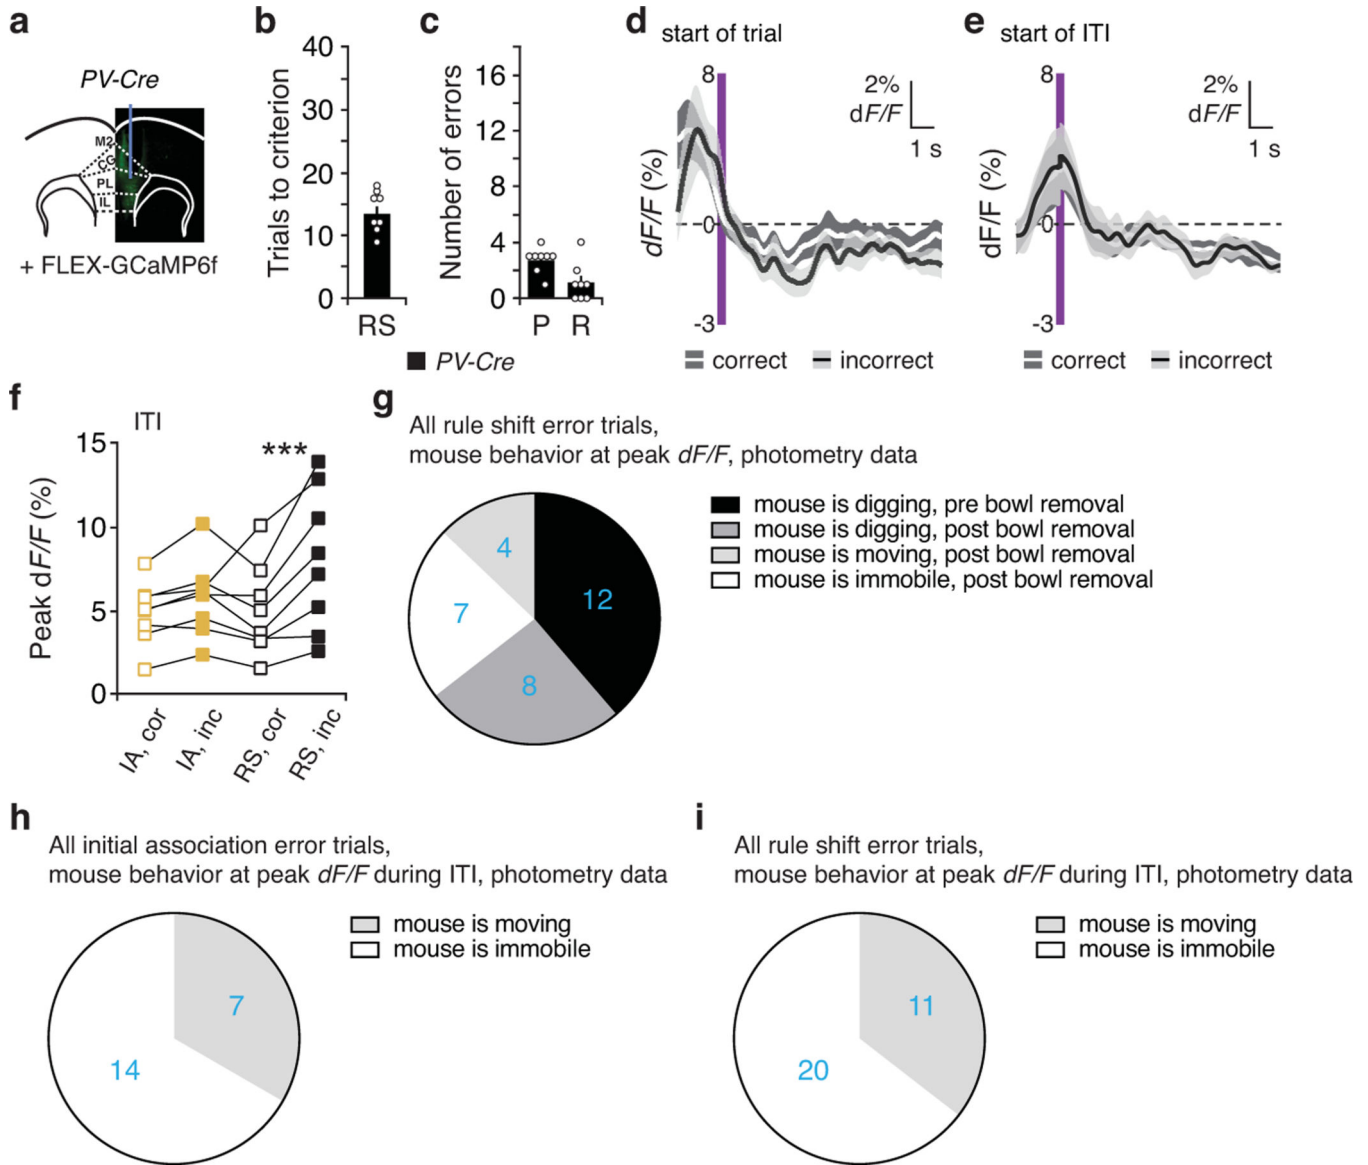 a
PV-Cre
M2
CG
PL
IL
+ FLEX-GCaMP6f
b
Trials to criterion
40
30
20
10
0
RS
c
Number of errors
16
12
8
4
0
P R
PV-Cre
d
start of trial
8
2%
dF/F
1 s
dF/F (%)
0
-3
correct incorrect
e
start of ITI
8
2%
dF/F
1 s
dF/F (%)
0
-3
correct incorrect
f
ITI
***
Peak dF/F (%)
15
10
5
0
IA, cor
IA, inc
RS, cor
RS, inc
g
All rule shift error trials,
mouse behavior at peak dF/F, photometry data
4
12
7
8
mouse is digging, pre bowl removal
mouse is digging, post bowl removal
mouse is moving, post bowl removal
mouse is immobile, post bowl removal
h
All initial association error trials,
mouse behavior at peak dF/F during ITI, photometry data
7
14
mouse is moving
mouse is immobile
i
All rule shift error trials,
mouse behavior at peak dF/F during ITI, photometry data
11
20
mouse is moving
mouse is immobile